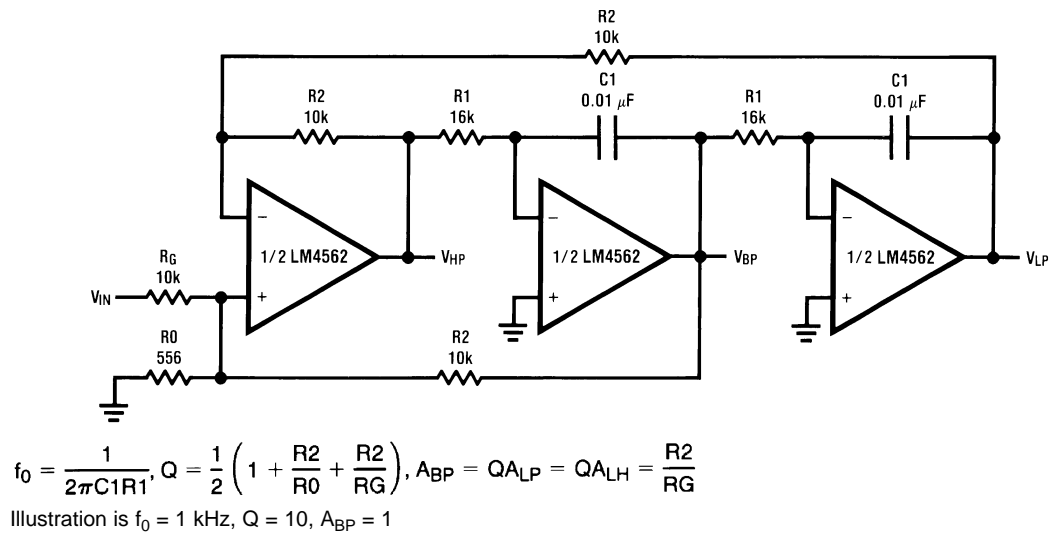 R2
10k
C1
0.01 μF
C1
0.01 μF
R2
10k
R1
16k
R1
16k
−
1/2 LM4562
+
VHP
−
1/2 LM4562
+
VBP
−
1/2 LM4562
+
VLP
RG
10k
VIN
R0
556
R2
10k
f0 = 1/(2πC1R1), Q = 1/2 (1 + R2/R0 + R2/RG), ABP = QALP = QALH = R2/RG
Illustration is f0 = 1 kHz, Q = 10, ABP = 1